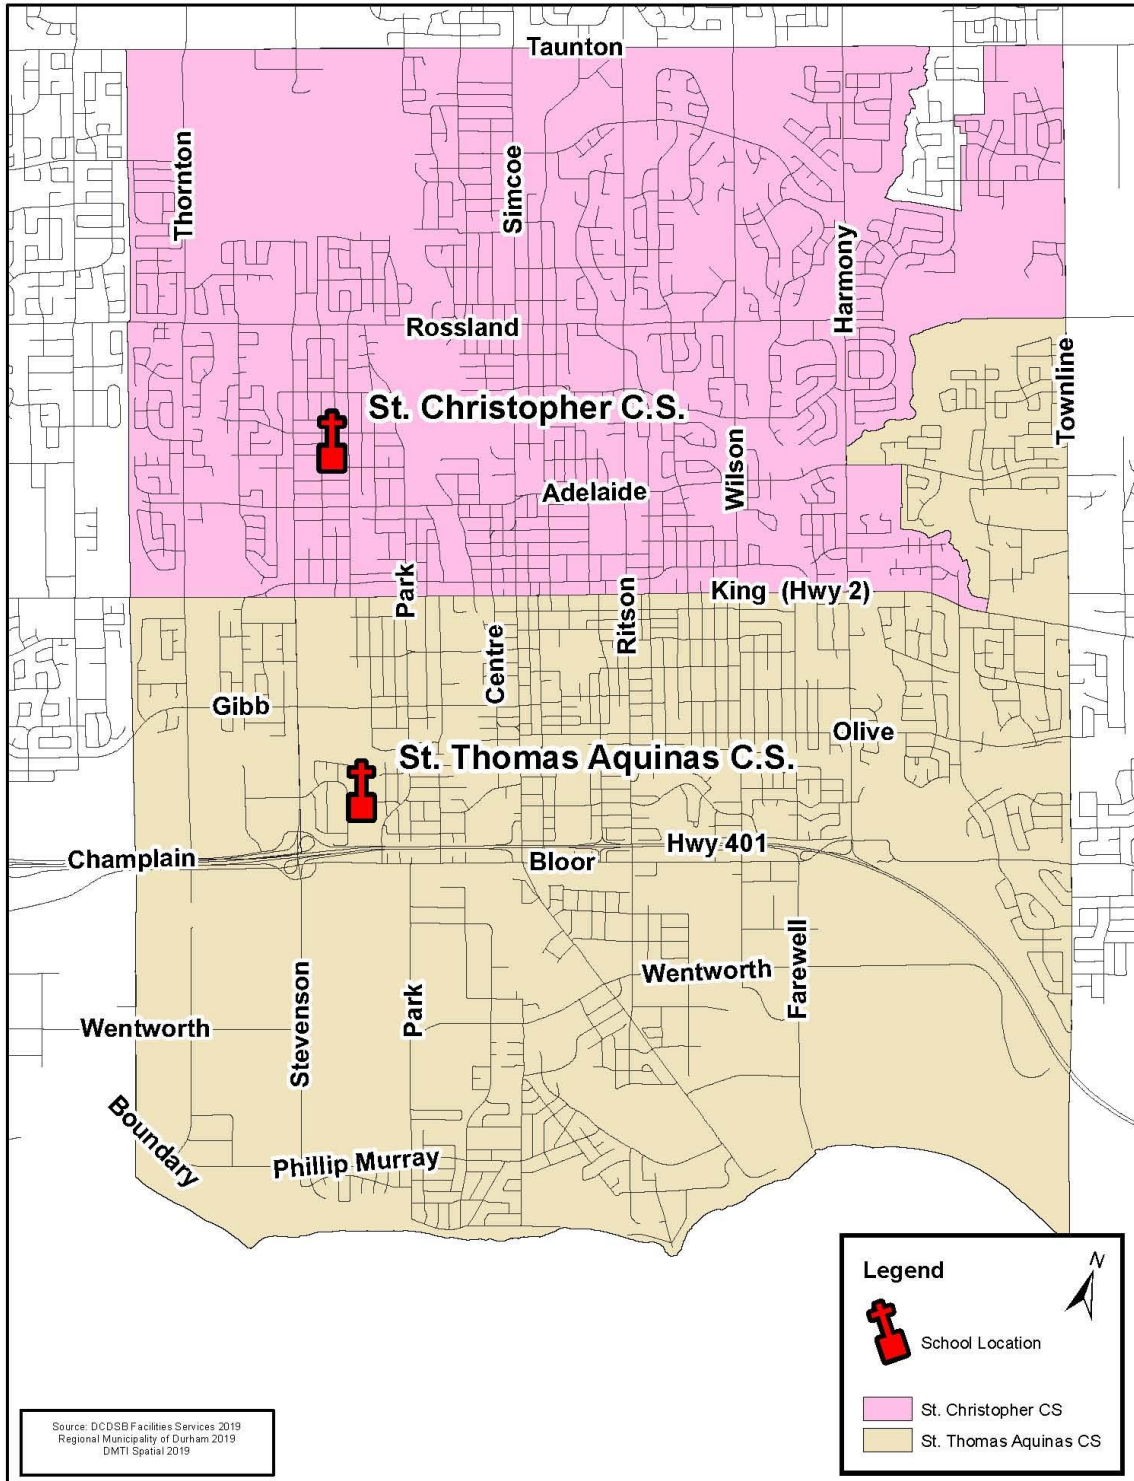 Taunton
Thornton
Simcoe
Harmony
Rossland
Townline
St. Christopher C.S.
Wilson
Adelaide
Park
King (Hwy 2)
Ritson
Centre
Gibb
Olive
St. Thomas Aquinas C.S.
Hwy 401
Champlain
Bloor
Farewell
Wentworth
Stevenson
Park
Wentworth
Boundary
Phillip Murray
Legend
N
School Location
St. Christopher CS
St. Thomas Aquinas CS
Source: DCDSB Facilities Services 2019
Regional Municipality of Durham 2019
DMTI Spatial 2019